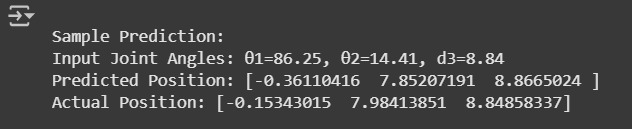 Sample Prediction:
Input Joint Angles: θ1=86.25, θ2=14.41, d3=8.84
Predicted Position: [-0.36110416  7.85207191  8.8665024 ]
Actual Position: [-0.15343015  7.98413851  8.84858337]